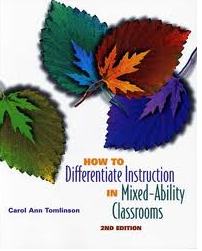 HOW TO
Differentiate Instruction
IN Mixed-Ability
Classrooms
2ND EDITION
Carol Ann Tomlinson